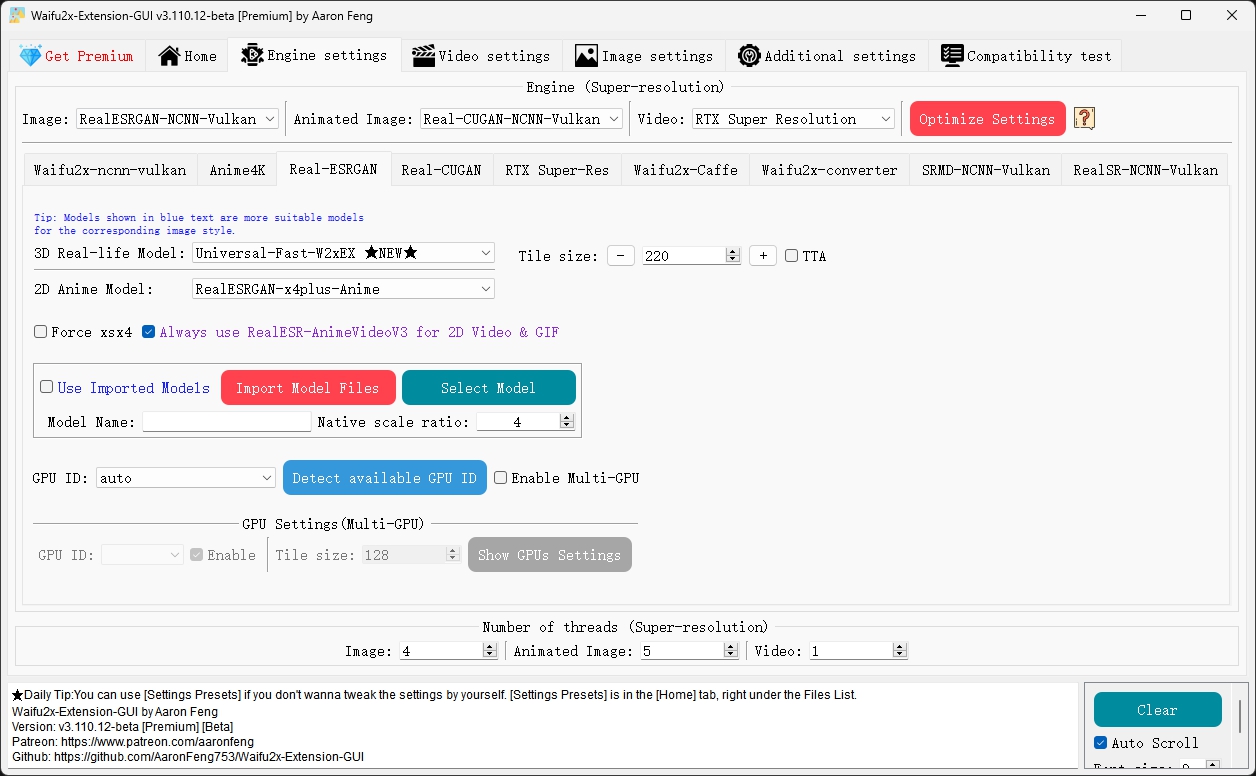 Waifu2x-Extension-GUI v3.110.12-beta [Premium] by Aaron Feng
Get Premium Home Engine settings Video settings Image settings Additional settings Compatibility test
Engine (Super-resolution)
Image: RealESRGAN-NCNN-Vulkan Animated Image: Real-CUGAN-NCNN-Vulkan Video: RTX Super Resolution Optimize Settings ?
Waifu2x-ncnn-vulkan Anime4K Real-ESRGAN Real-CUGAN RTX Super-Res Waifu2x-Caffe Waifu2x-converter SRMD-NCNN-Vulkan RealSR-NCNN-Vulkan
Tip: Models shown in blue text are more suitable models
for the corresponding image style.
3D Real-life Model: Universal-Fast-W2xEX ★NEW★ Tile size: - 220 + TTA
2D Anime Model: RealESRGAN-x4plus-Anime
Force xsx4 Always use RealESR-AnimeVideoV3 for 2D Video & GIF
Use Imported Models Import Model Files Select Model
Model Name: Native scale ratio: 4
GPU ID: auto Detect available GPU ID Enable Multi-GPU
GPU Settings(Multi-GPU)
GPU ID: Enable Tile size: 128 Show GPUs Settings
Number of threads (Super-resolution)
Image: 4 Animated Image: 5 Video: 1
★Daily Tip:You can use [Settings Presets] if you don't wanna tweak the settings by yourself. [Settings Presets] is in the [Home] tab, right under the Files List.
Waifu2x-Extension-GUI by Aaron Feng
Version: v3.110.12-beta [Premium] [Beta]
Patreon: https://www.patreon.com/aaronfeng
Github: https://github.com/AaronFeng753/Waifu2x-Extension-GUI
Clear
Auto Scroll
Font size: 9